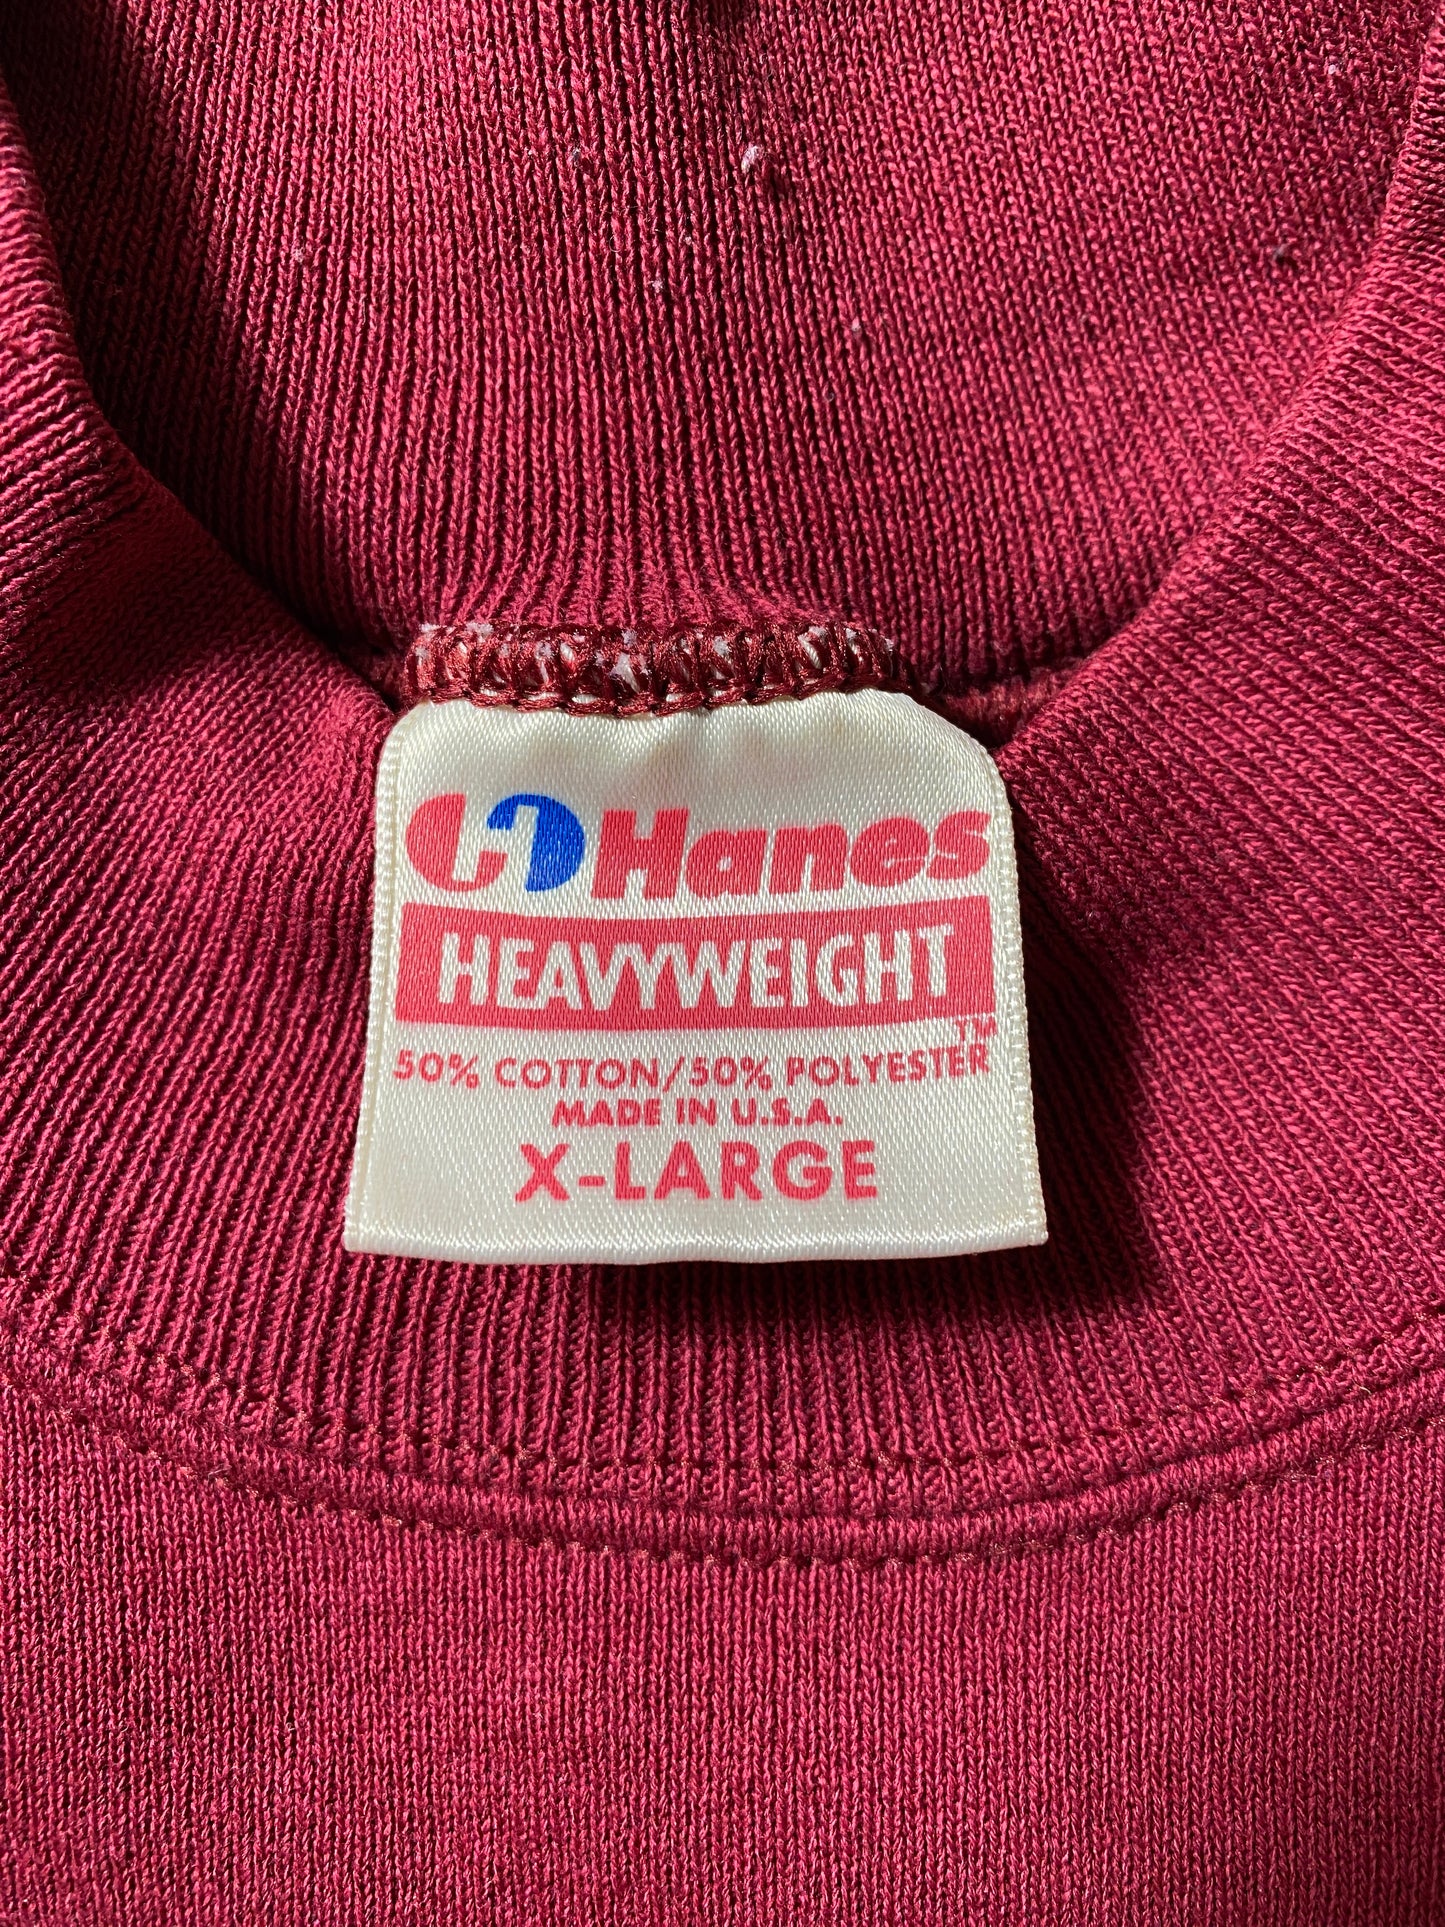 H Hanes
HEAVYWEIGHT
TM
50% COTTON/50% POLYESTER
MADE IN U.S.A.
X-LARGE